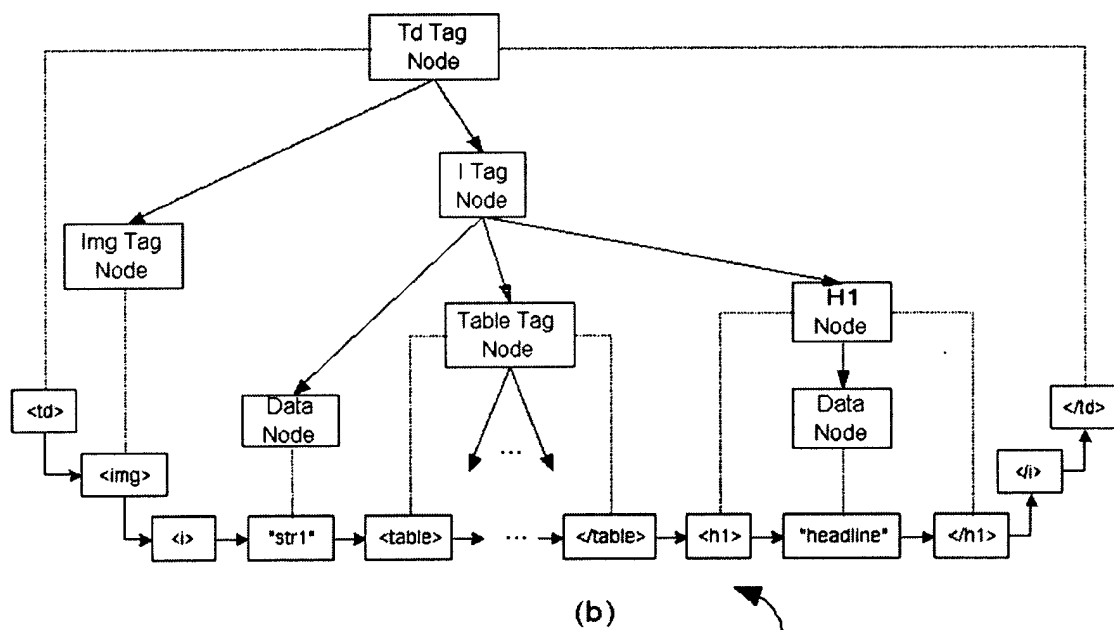 Td Tag
Node
I Tag
Node
Img Tag
Node
H1
Node
Table Tag
Node
<td>
Data
Node
Data
Node
</td>
<img>
...
</i>
<i>
"str1"
<table>
...
</table>
<h1>
"headline"
</h1>
(b)